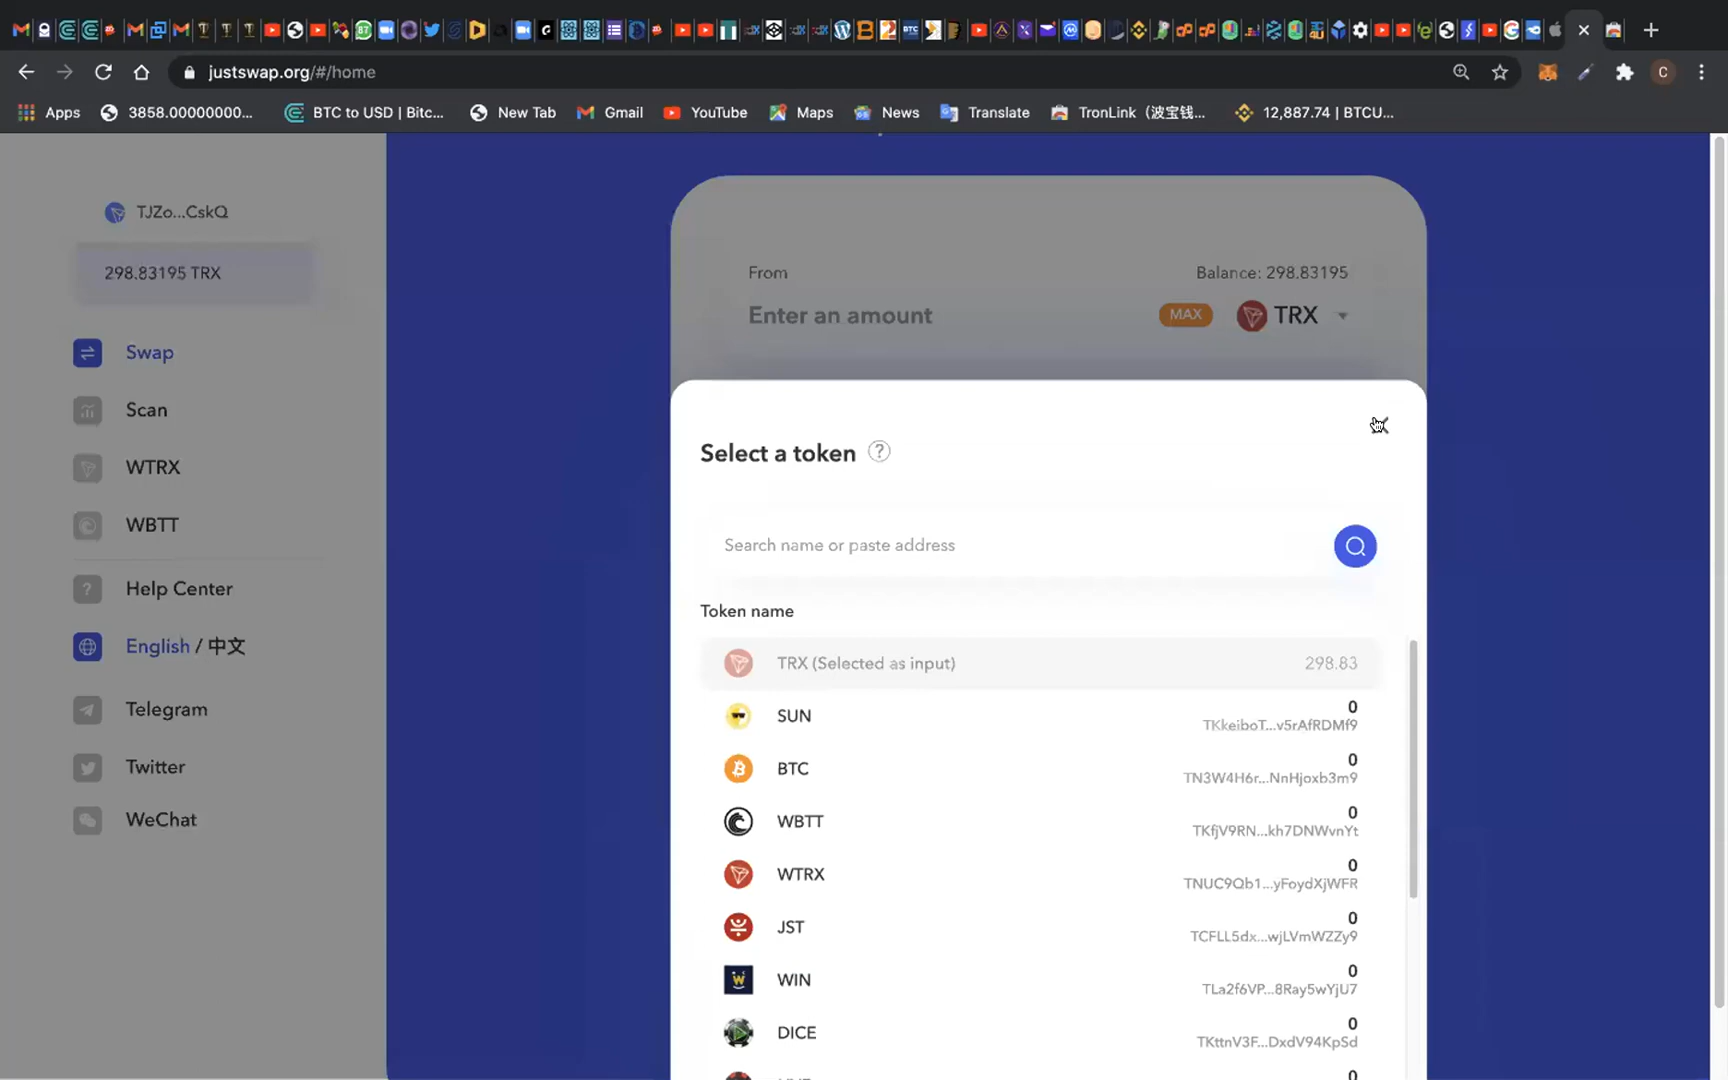 justswap.org/#/home
C
Apps
3858.00000000...
BTC to USD | Bitc...
New Tab
Gmail
YouTube
Maps
News
Translate
TronLink（波宝钱...
12,887.74 | BTCU...
TJZo...CskQ
298.83195 TRX
Swap
Scan
WTRX
WBTT
Help Center
English / 中文
Telegram
Twitter
WeChat
From
Balance: 298.83195
Enter an amount
MAX
TRX
Select a token ?
Search name or paste address
Token name
TRX (Selected as input)
298.83
SUN
0
TKkeiboT...v5rAfRDMf9
BTC
0
TN3W4H6r...NnHjoxb3m9
WBTT
0
TKfjV9RN...kh7DNWvnYt
WTRX
0
TNUC9Qb1...yFoydXjWFR
JST
0
TCFLL5dx...wjLVmWZZy9
WIN
0
TLa2f6VP...8Ray5wYjU7
DICE
0
TKttnV3F...DxdV94KpSd
0